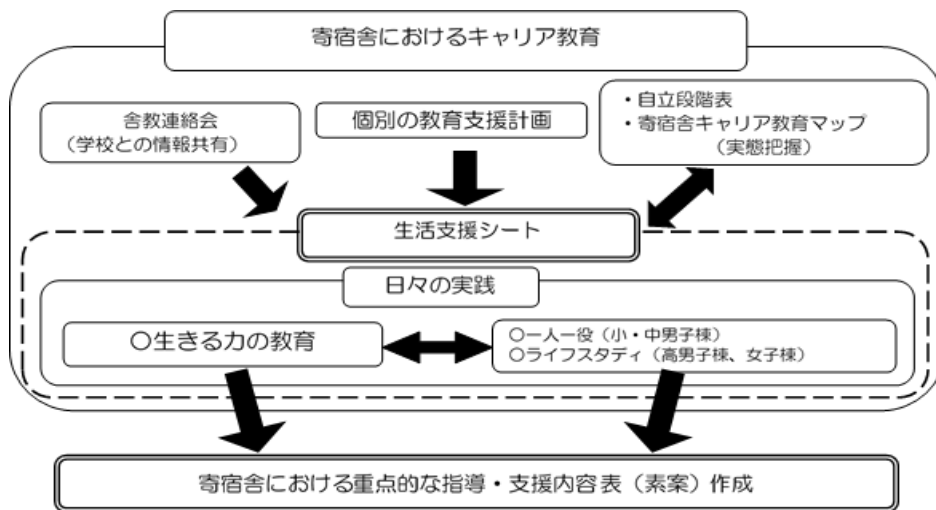 寄宿舎におけるキャリア教育
舎教連絡会
(学校との情報共有)
個別の教育支援計画
・自立段階表
・寄宿舎キャリア教育マップ
(実態把握)
生活支援シート
日々の実践
○生きる力の教育
○一人一役(小・中男子棟)
○ライフスタディ(高男子棟、女子棟)
寄宿舎における重点的な指導・支援内容表(素案)作成